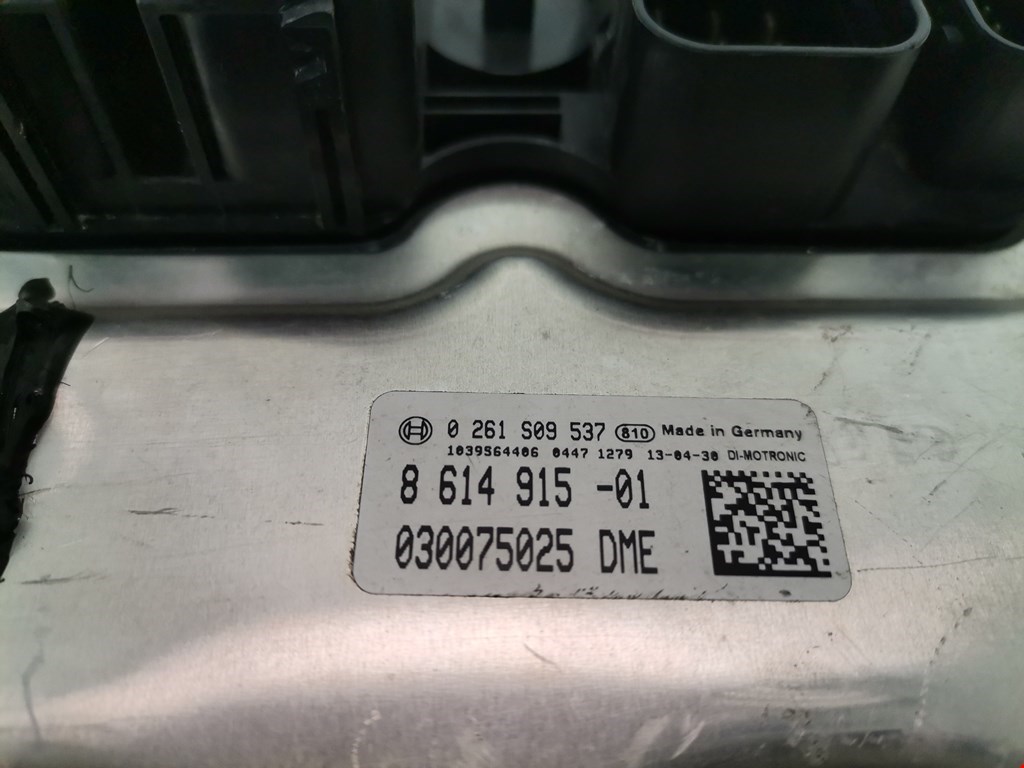 0 261 S09 537 810 Made in Germany
1039S64406 0447 1279 13-04-30 DI-MOTRONIC
8 614 915 -01
030075025 DME